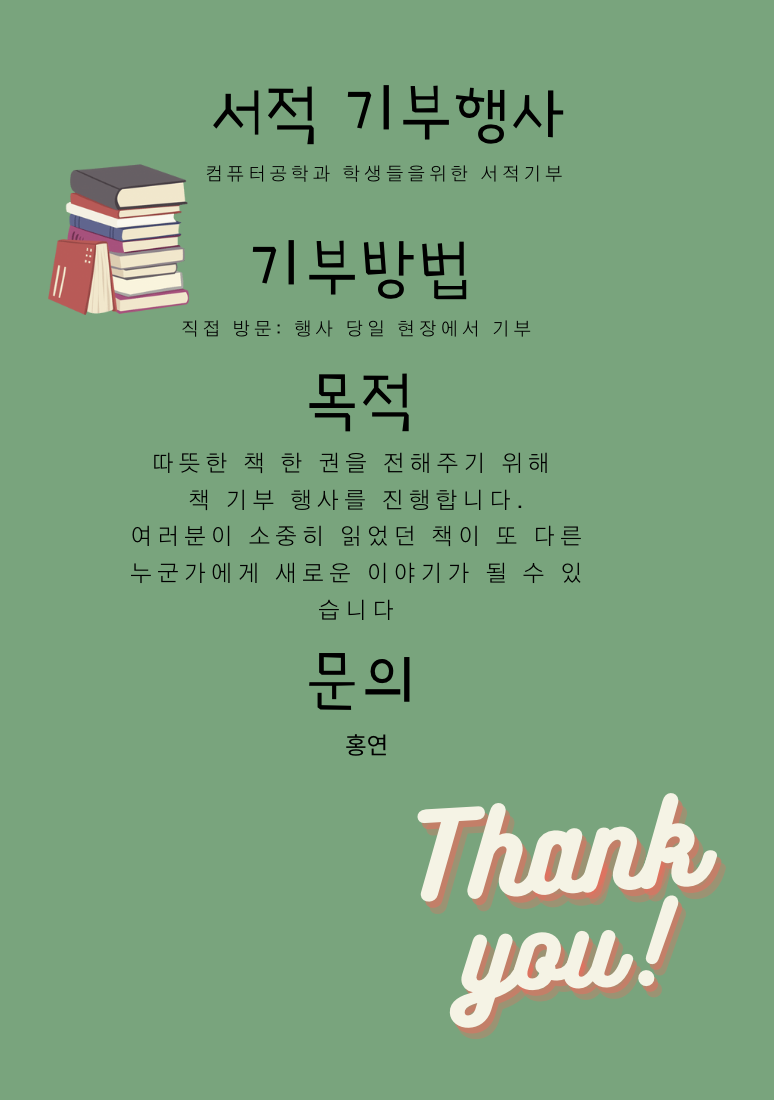 서적 기부행사
컴퓨터공학과 학생들을위한 서적기부
기부방법
직접 방문: 행사 당일 현장에서 기부
목적
따뜻한 책 한 권을 전해주기 위해
책 기부 행사를 진행합니다.
여러분이 소중히 읽었던 책이 또 다른
누군가에게 새로운 이야기가 될 수 있
습니다
문의
홍연
Thank
you!